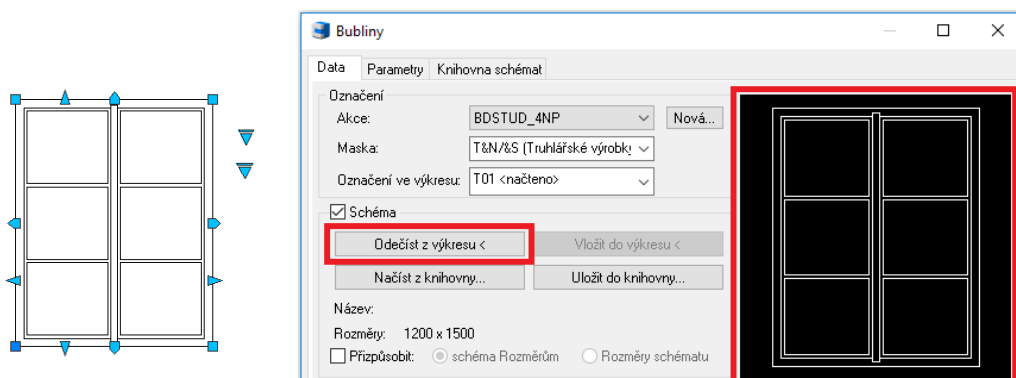 Bubliny
Data Parametry Knihovna schémat
Označení
Akce: BDSTUD_4NP Nová...
Maska: T&N/&S (Truhlářské výrobky
Označení ve výkresu: T01 <načteno>
Schéma
Odečíst z výkresu < Vložit do výkresu <
Načíst z knihovny... Uložit do knihovny...
Název:
Rozměry: 1200 x 1500
Přizpůsobit: schéma Rozměrům Rozměry schématu